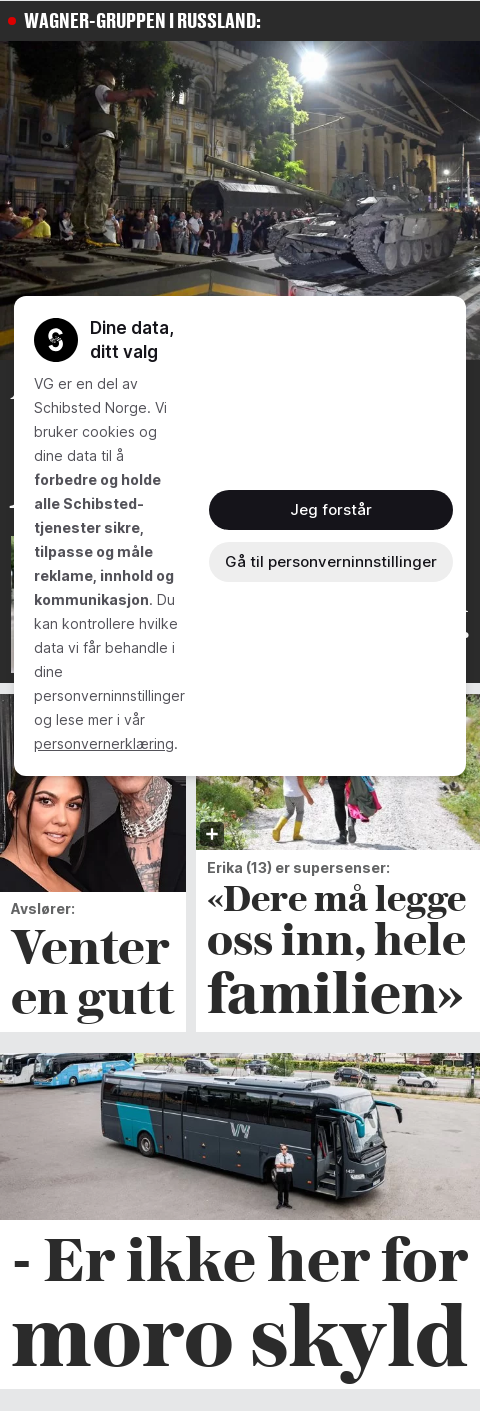 WAGNER-GRUPPEN I RUSSLAND:
Dine data,
ditt valg
VG er en del av
Schibsted Norge. Vi
bruker cookies og
dine data til å
forbedre og holde
alle Schibsted-
tjenester sikre,
tilpasse og måle
reklame, innhold og
kommunikasjon. Du
kan kontrollere hvilke
data vi får behandle i
dine
personverninnstillinger
og lese mer i vår
personvernerklæring.
Jeg forstår
Gå til personverninnstillinger
Avslører:
Venter
en gutt
Erika (13) er supersenser:
«Dere må legge
oss inn, hele
familien»
- Er ikke her for
moro skyld